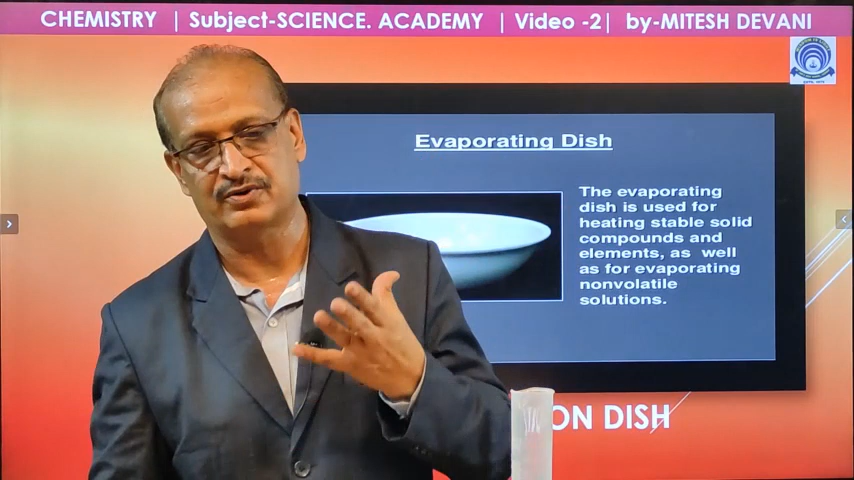 CHEMISTRY | Subject-SCIENCE. ACADEMY | Video -2| by-MITESH DEVANI
Evaporating Dish
The evaporating
dish is used for
heating stable solid
compounds and
elements, as well
as for evaporating
nonvolatile
solutions.
ON DISH